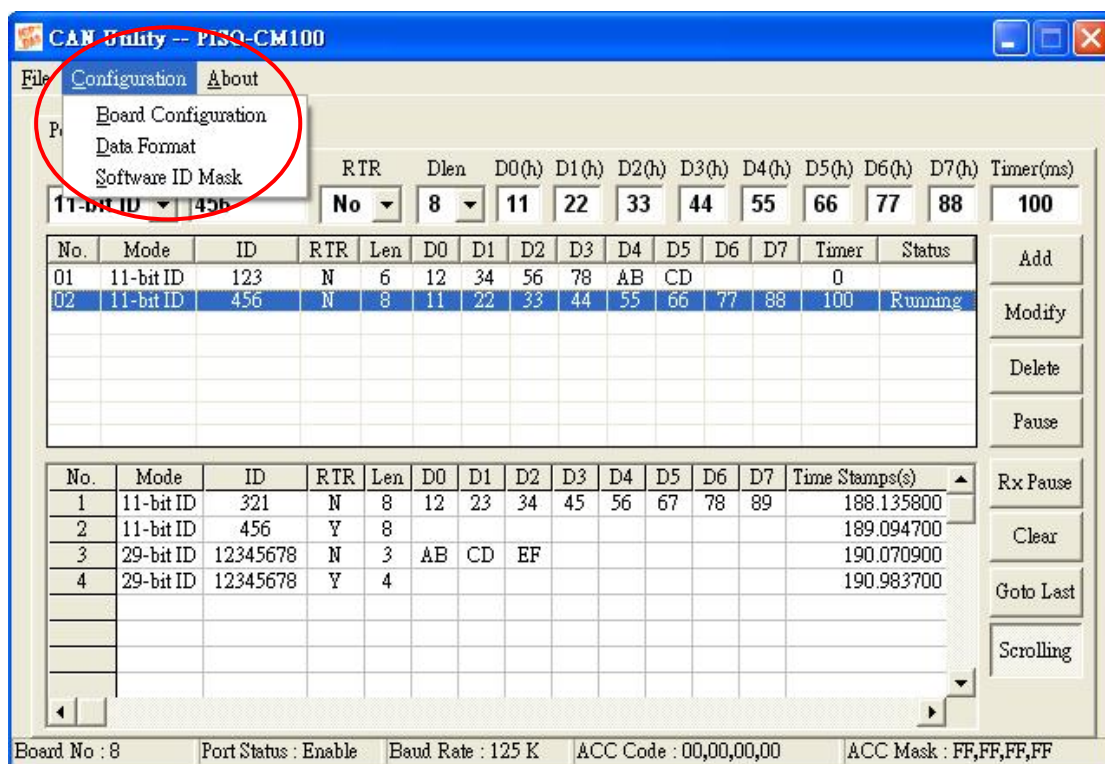 CAN Utility -- PISO-CM100
File Configuration About
Board Configuration
Data Format
Software ID Mask
RTR Dlen D0(h) D1(h) D2(h) D3(h) D4(h) D5(h) D6(h) D7(h) Timer(ms)
11-bit ID 456 No 8 11 22 33 44 55 66 77 88 100
No. Mode ID RTR Len D0 D1 D2 D3 D4 D5 D6 D7 Timer Status
01 11-bit ID 123 N 6 12 34 56 78 AB CD 0
02 11-bit ID 456 N 8 11 22 33 44 55 66 77 88 100 Running
Add
Modify
Delete
Pause
No. Mode ID RTR Len D0 D1 D2 D3 D4 D5 D6 D7 Time Stamps(s)
1 11-bit ID 321 N 8 12 23 34 45 56 67 78 89 188.135800
2 11-bit ID 456 Y 8 189.094700
3 29-bit ID 12345678 N 3 AB CD EF 190.070900
4 29-bit ID 12345678 Y 4 190.983700
Rx Pause
Clear
Goto Last
Scrolling
Board No : 8 Port Status : Enable Baud Rate : 125 K ACC Code : 00,00,00,00 ACC Mask : FF,FF,FF,FF